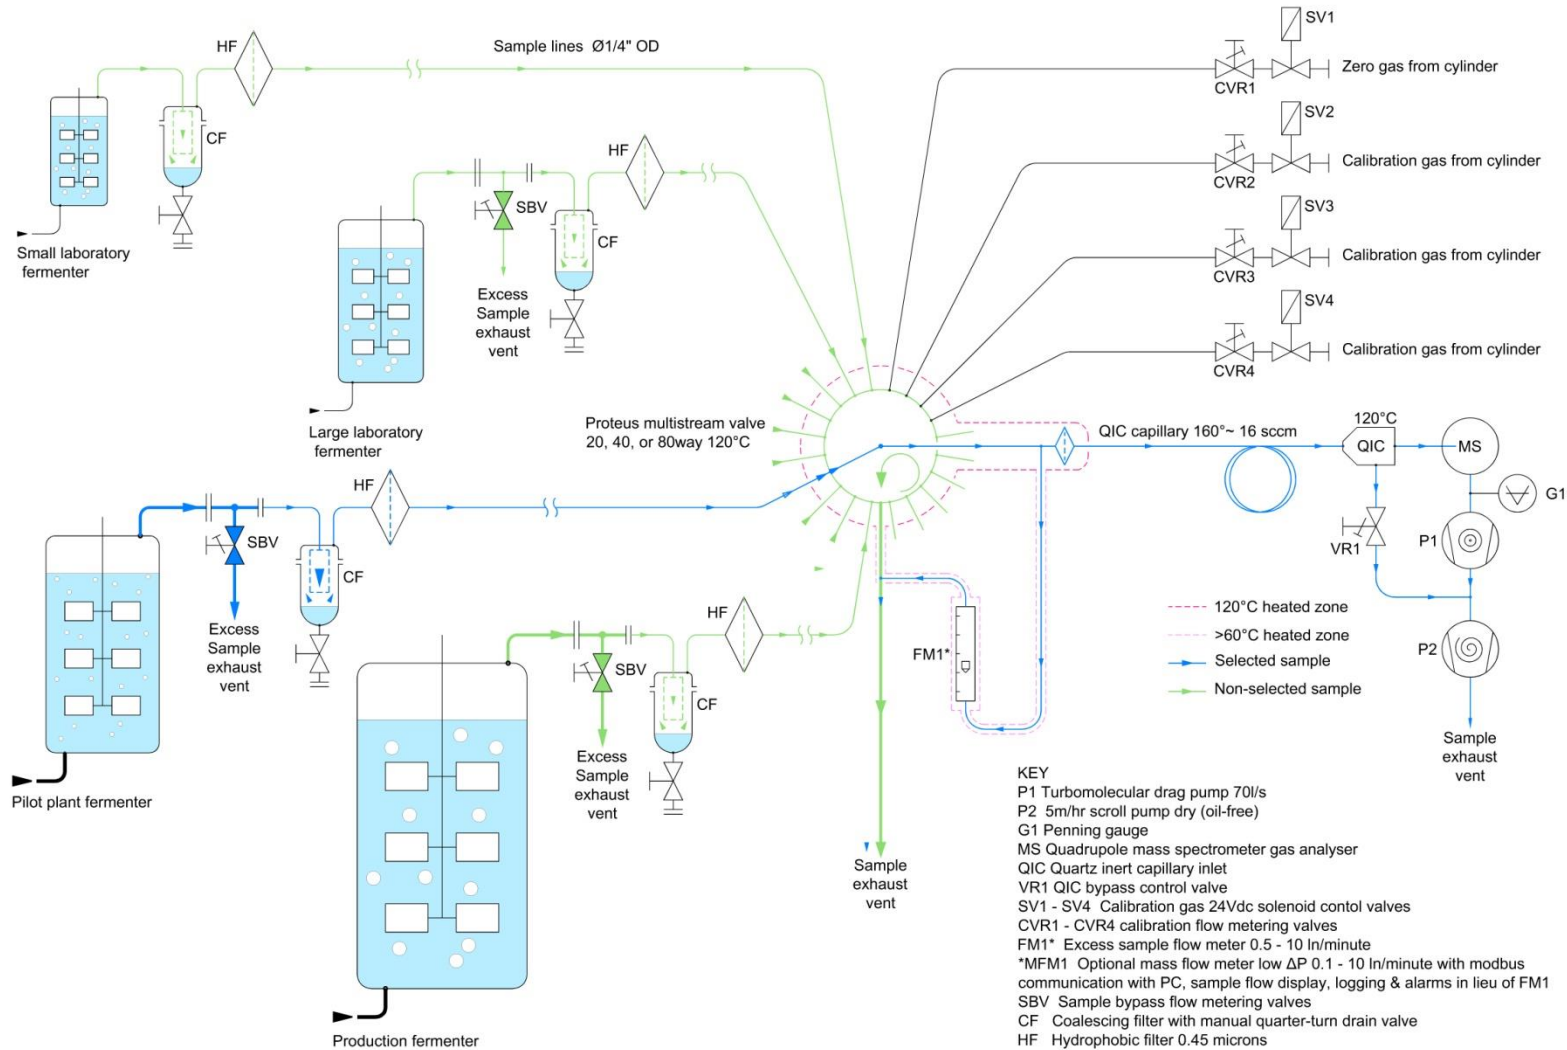 HF
Sample lines Ø1/4" OD
CF
Small laboratory
fermenter
HF
SBV
CF
Excess
Sample
exhaust
vent
Large laboratory
fermenter
SV1
CVR1
Zero gas from cylinder
SV2
CVR2
Calibration gas from cylinder
SV3
CVR3
Calibration gas from cylinder
SV4
CVR4
Calibration gas from cylinder
Proteus multistream valve
20, 40, or 80way 120°C
QIC capillary 160°~ 16 sccm
120°C
QIC
MS
G1
VR1
P1
P2
Sample
exhaust
vent
HF
SBV
CF
Excess
Sample
exhaust
vent
Pilot plant fermenter
HF
SBV
CF
Excess
Sample
exhaust
vent
Production fermenter
FM1*
Sample
exhaust
vent
120°C heated zone
>60°C heated zone
Selected sample
Non-selected sample
KEY
P1 Turbomolecular drag pump 70l/s
P2 5m/hr scroll pump dry (oil-free)
G1 Penning gauge
MS Quadrupole mass spectrometer gas analyser
QIC Quartz inert capillary inlet
VR1 QIC bypass control valve
SV1 - SV4 Calibration gas 24Vdc solenoid contol valves
CVR1 - CVR4 calibration flow metering valves
FM1* Excess sample flow meter 0.5 - 10 ln/minute
*MFM1 Optional mass flow meter low ΔP 0.1 - 10 ln/minute with modbus
communication with PC, sample flow display, logging & alarms in lieu of FM1
SBV Sample bypass flow metering valves
CF Coalescing filter with manual quarter-turn drain valve
HF Hydrophobic filter 0.45 microns